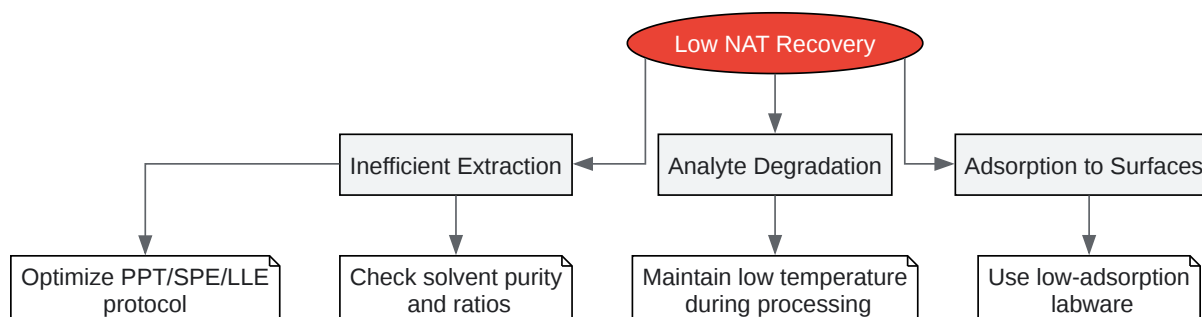 Low NAT Recovery
Inefficient Extraction
Analyte Degradation
Adsorption to Surfaces
Optimize PPT/SPE/LLE
protocol
Check solvent purity
and ratios
Maintain low temperature
during processing
Use low-adsorption
labware